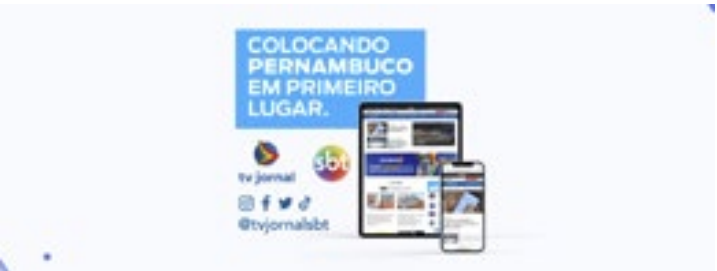 COLOCANDO
PERNAMBUCO
EM PRIMEIRO
LUGAR.
tv jornal
sbt
@tvjornalsbt